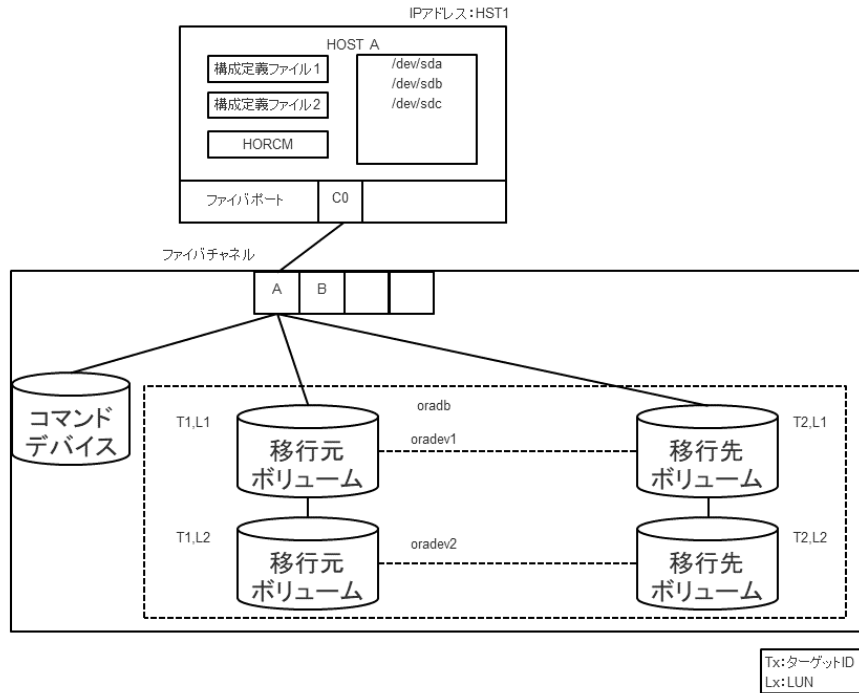 IPアドレス:HST1
HOST A
構成定義ファイル1
構成定義ファイル2
HORCM
/dev/sda
/dev/sdb
/dev/sdc
ファイバポート
C0
ファイバチャネル
A
B
コマンド
デバイス
T1,L1
移行元
ボリューム
oradb
oradev1
移行先
ボリューム
T2,L1
T1,L2
移行元
ボリューム
oradev2
移行先
ボリューム
T2,L2
Tx:ターゲットID
Lx:LUN